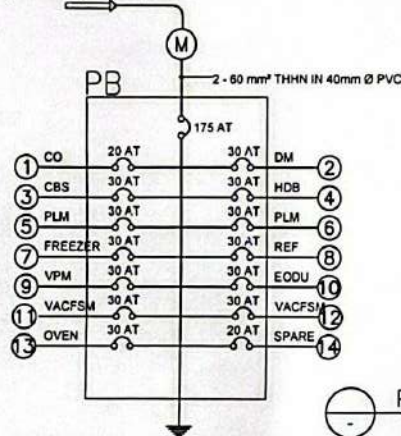 M
2 - 60 mm² THHN IN 40mm Ø PVC
PB
175 AT
1 CO 20 AT 30 AT DM 2
3 CBS 30 AT 30 AT HDB 4
5 PLM 30 AT 30 AT PLM 6
7 FREEZER 30 AT 30 AT REF 8
9 VPM 30 AT 30 AT EODU 10
11 VACFSM 30 AT 30 AT VACFSM 12
13 OVEN 30 AT 20 AT SPARE 14
-